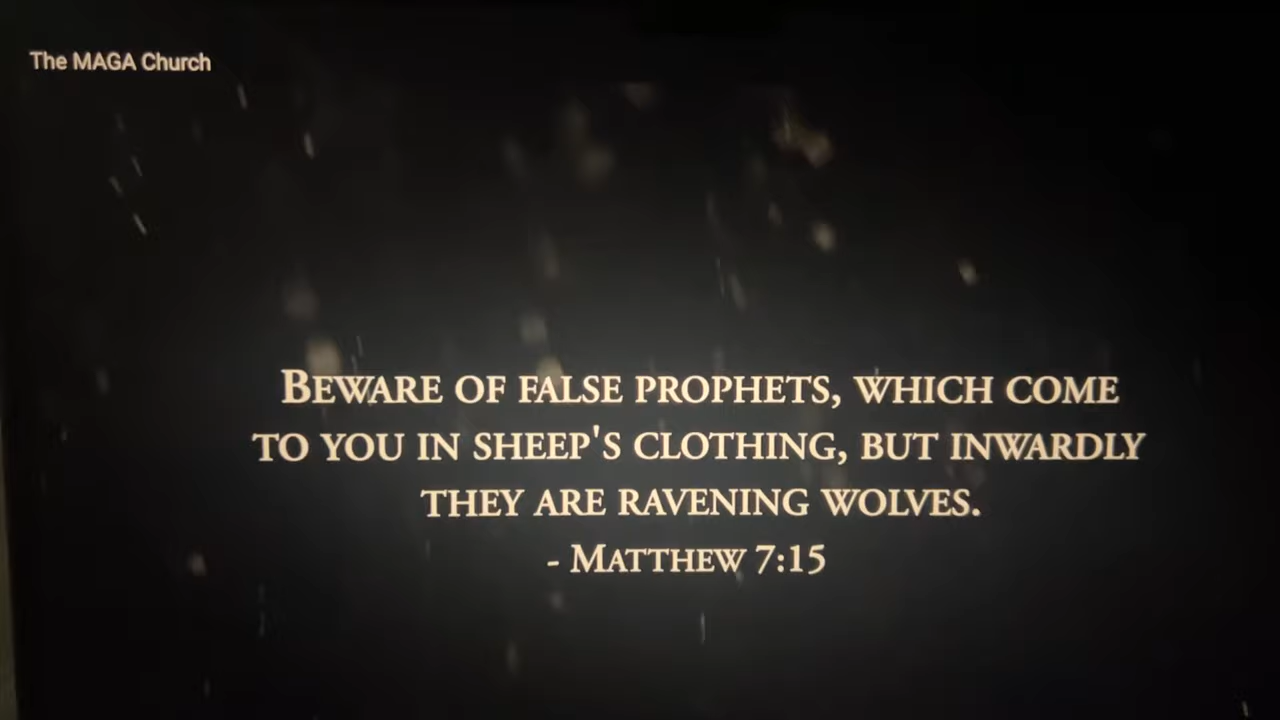 The MAGA Church
Beware of false prophets, which come
to you in sheep's clothing, but inwardly
they are ravening wolves.
- Matthew 7:15